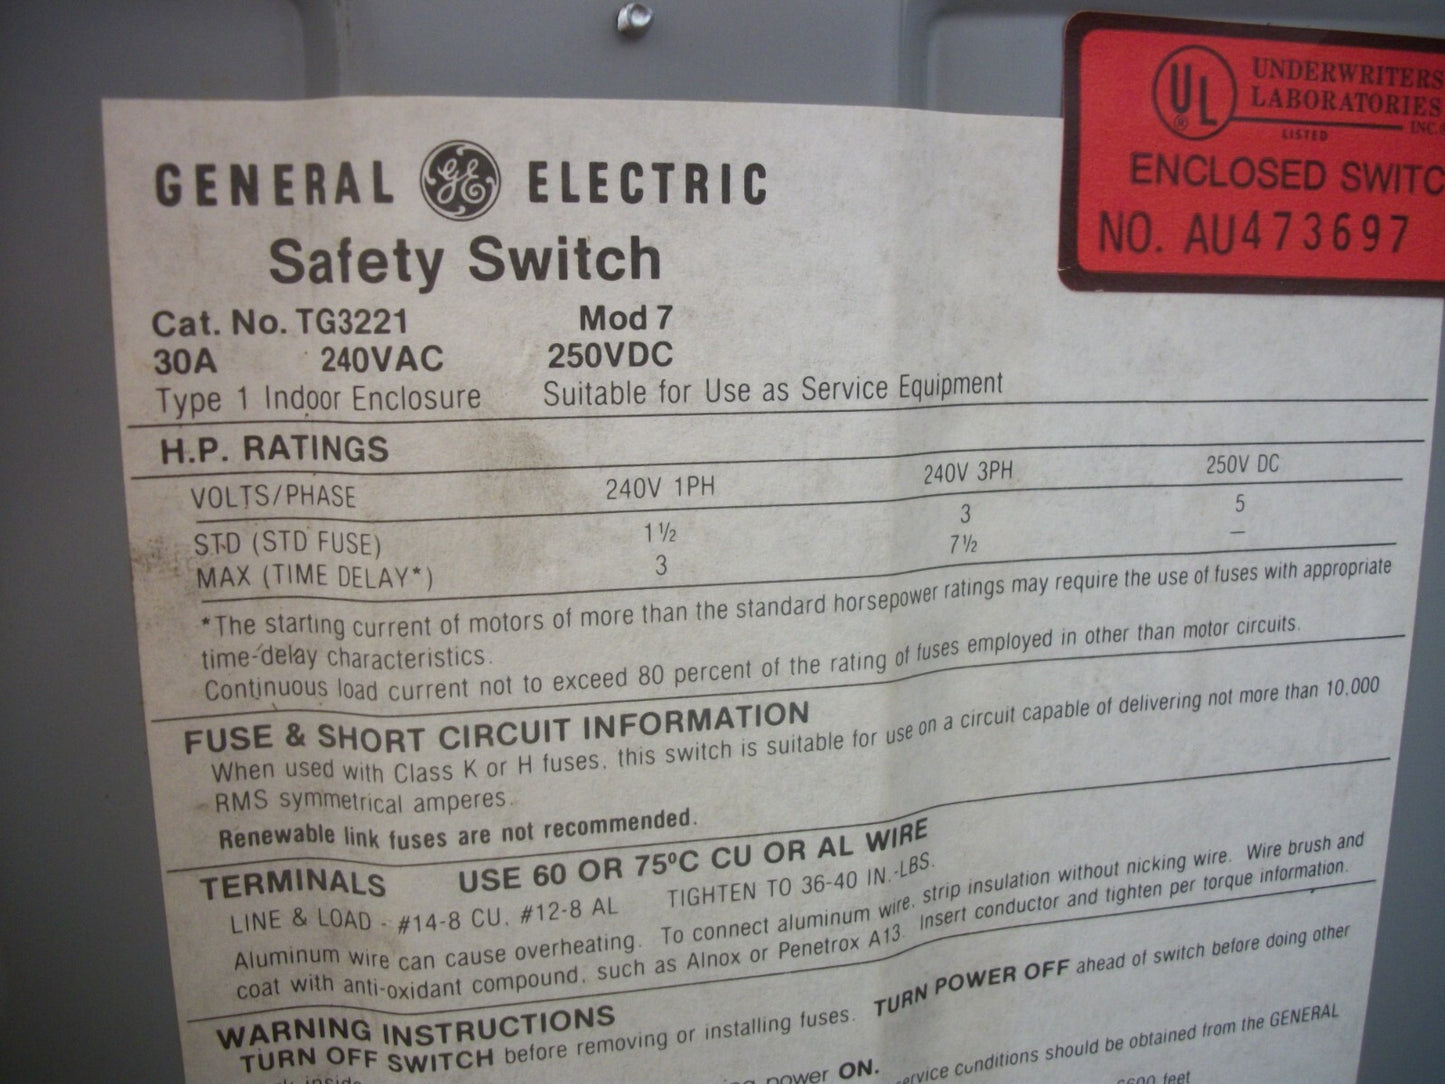 UL ® UNDERWRITERS
LABORATORIES
INC.
LISTED
ENCLOSED SWITC
NO. AU473697
GENERAL GE ELECTRIC
Safety Switch
Cat. No. TG3221 Mod 7
30A 240VAC 250VDC
Type 1 Indoor Enclosure Suitable for Use as Service Equipment
H.P. RATINGS
VOLTS/PHASE 240V 1PH 240V 3PH 250V DC
STD (STD FUSE) 1½ 3 5
MAX (TIME DELAY*) 3 7½ —
*The starting current of motors of more than the standard horsepower ratings may require the use of fuses with appropriate
time-delay characteristics.
Continuous load current not to exceed 80 percent of the rating of fuses employed in other than motor circuits.
FUSE & SHORT CIRCUIT INFORMATION
When used with Class K or H fuses, this switch is suitable for use on a circuit capable of delivering not more than 10,000
RMS symmetrical amperes.
Renewable link fuses are not recommended.
TERMINALS USE 60 OR 75ºC CU OR AL WIRE
LINE & LOAD - #14-8 CU, #12-8 AL TIGHTEN TO 36-40 IN.-LBS.
Aluminum wire can cause overheating. To connect aluminum wire, strip insulation without nicking wire. Wire brush and
coat with anti-oxidant compound, such as Alnox or Penetrox A13. Insert conductor and tighten per torque information.
WARNING INSTRUCTIONS
TURN OFF SWITCH before removing or installing fuses. TURN POWER OFF ahead of switch before doing other
inside power ON.
service conditions should be obtained from the GENERAL
6600 feet